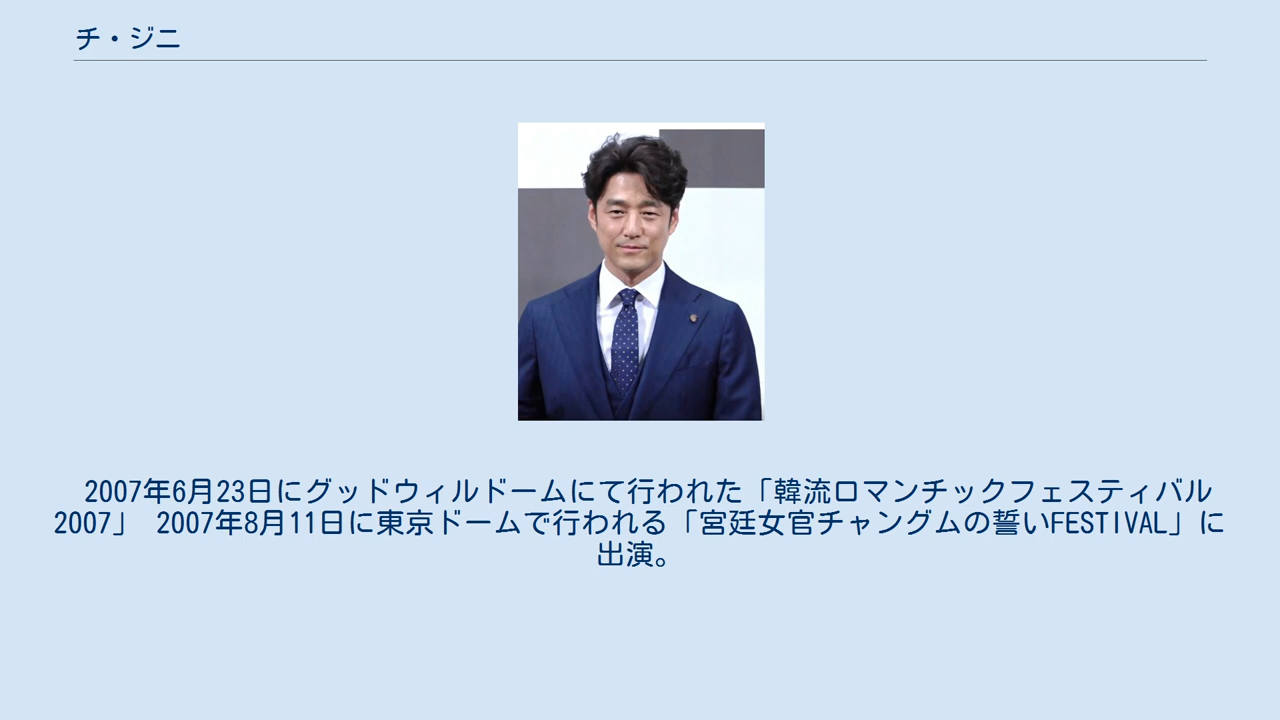 チ・ジニ
2007年6月23日にグッドウィルドームにて行われた「韓流ロマンチックフェスティバル
2007」 2007年8月11日に東京ドームで行われる「宮廷女官チャングムの誓いFESTIVAL」に
出演。